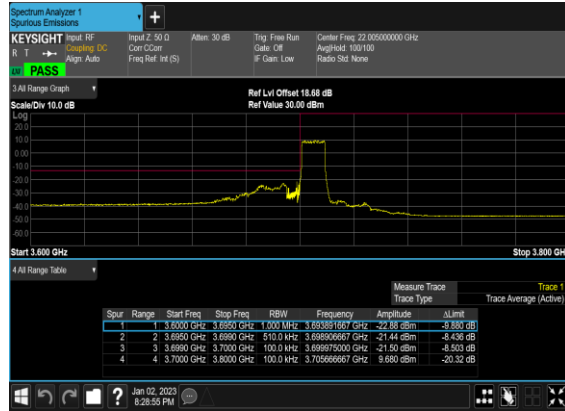 Spectrum Analyzer 1
Spurious Emissions
+
KEYSIGHT Input: RF Input Z: 50 Ω Atten: 30 dB Trig: Free Run Center Freq: 22.005000000 GHz
R T Coupling: DC Corr CCorr Gate: Off Avg|Hold: 100/100
Align: Auto Freq Ref: Int (S) IF Gain: Low Radio Std: None
PASS
3 All Range Graph
Ref Lvl Offset 18.68 dB
Scale/Div 10.0 dB Ref Value 30.00 dBm
Log
20.0
10.0
0.00
-10.0
-20.0
-30.0
-40.0
-50.0
-60.0
Start 3.600 GHz Stop 3.800 GH
4 All Range Table
Measure Trace Trace 1
Trace Type Trace Average (Active)
Spur Range Start Freq Stop Freq RBW Frequency Amplitude ΔLimit
1 1 3.6000 GHz 3.6950 GHz 1.000 MHz 3.693891667 GHz -22.88 dBm -9.880 dB
2 2 3.6950 GHz 3.6990 GHz 510.0 kHz 3.698906667 GHz -21.44 dBm -8.436 dB
3 3 3.6990 GHz 3.7000 GHz 100.0 kHz 3.699975000 GHz -21.50 dBm -8.503 dB
4 4 3.7000 GHz 3.8000 GHz 100.0 kHz 3.705666667 GHz 9.680 dBm -20.32 dB
? Jan 02, 2023
8:28:55 PM